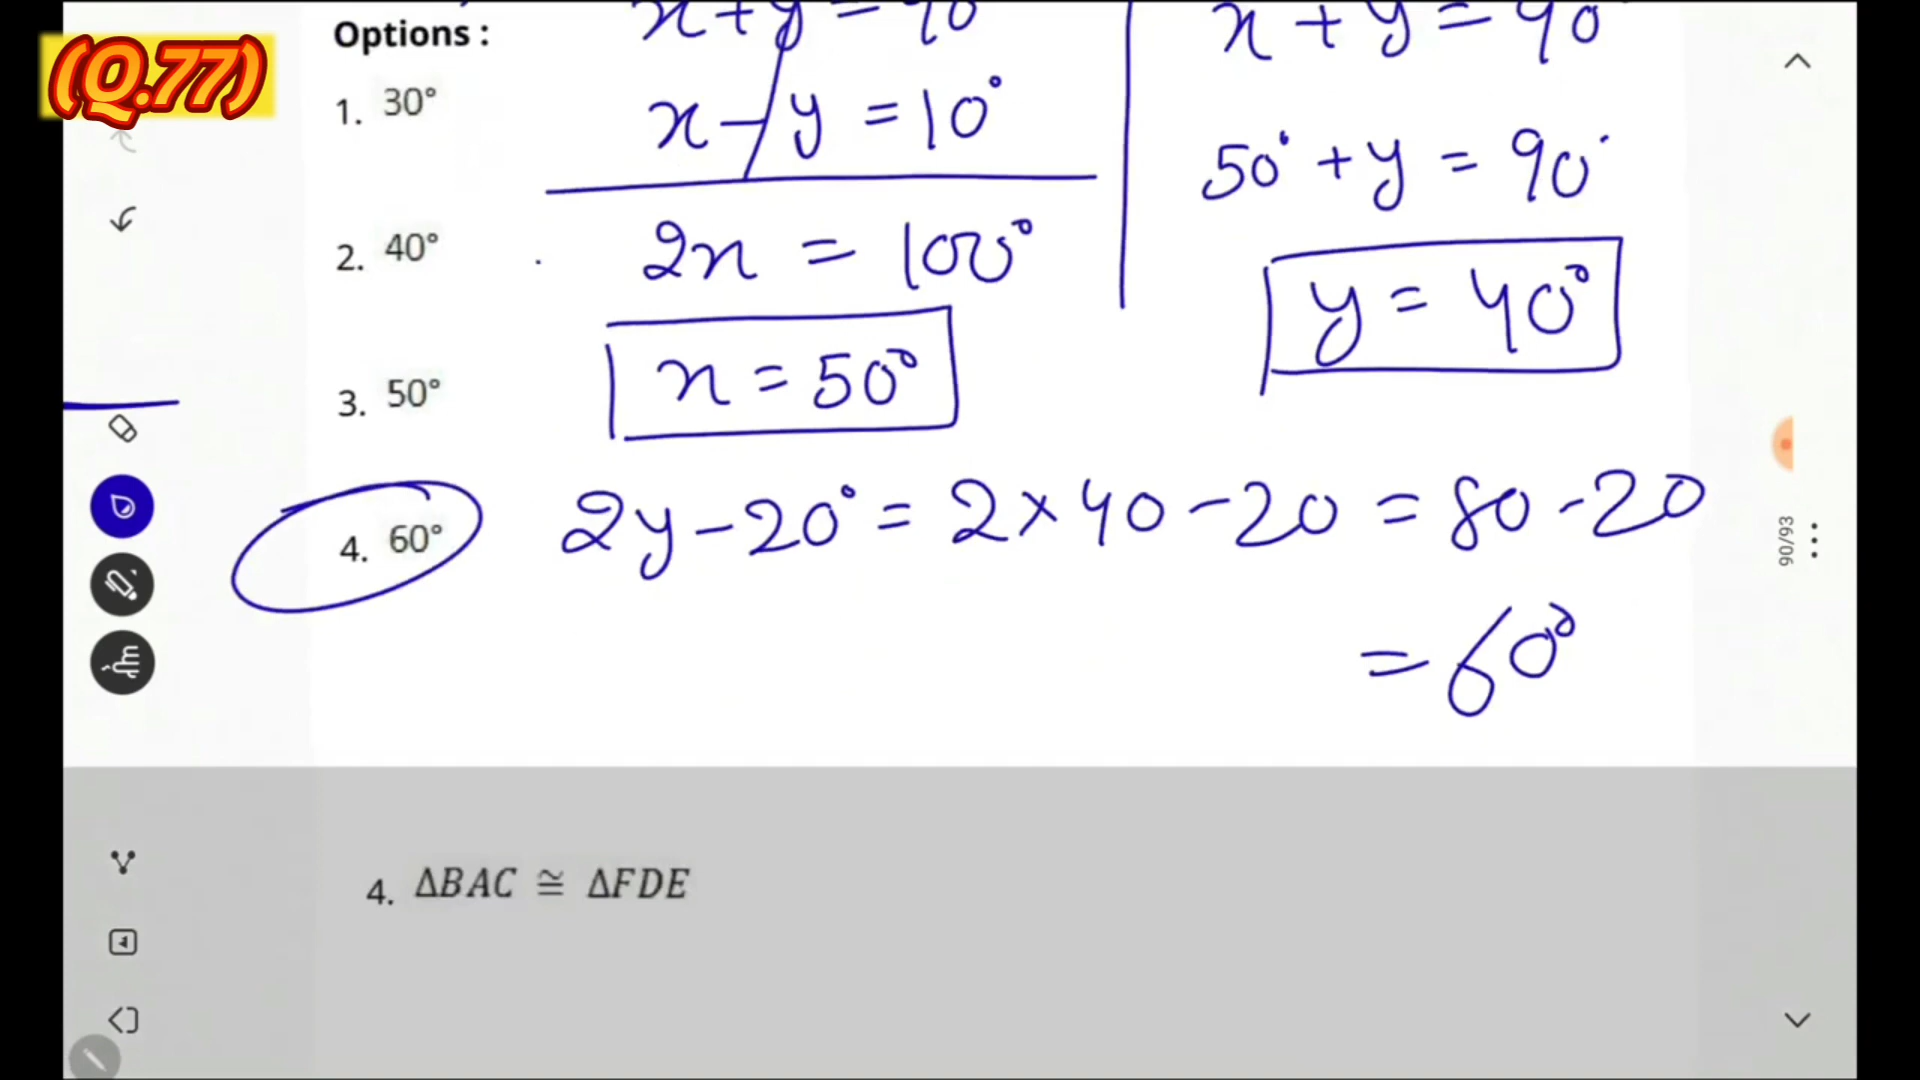 (Q.77)
Options :
x + y = 90
x + y = 90
1. 30°
x - y = 10°
50° + y = 90°
2. 40°
2x = 100°
y = 40°
3. 50°
x = 50°
4. 60°
2y - 20° = 2 × 40 - 20 = 80 - 20
= 60°
90/93
4. ΔBAC ≅ ΔFDE